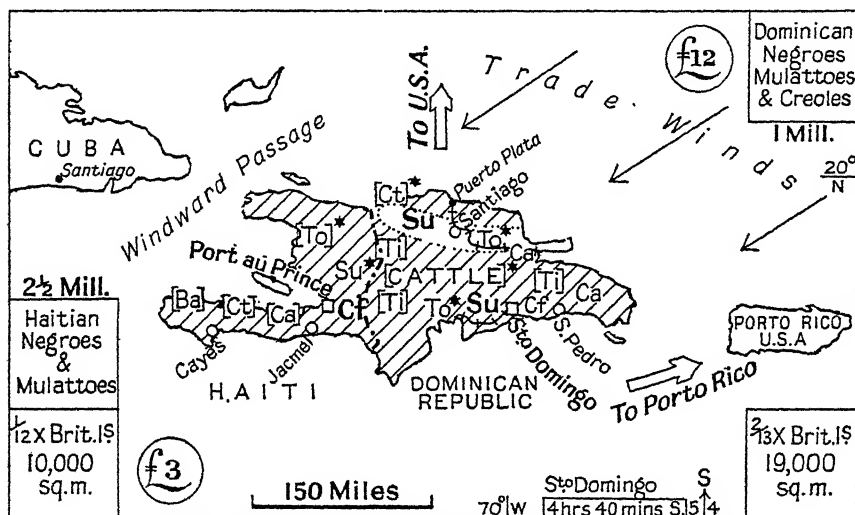 £12
Dominican
Negroes
Mulattoes
& Creoles
1 Mill.
Trade Winds
20°
N
To U.S.A.
CUBA
Santiago
Windward Passage
Puerto Plata
Santiago
[Ct]*
Su
[To]*
[To]*
Ca
[Ti]
Su*
[CATTLE]*
[Ti]
Ca
Port au Prince
[Ba]
[Ct]
[Ca]
Cf
[Ti]
To*
Su
Cf
Cayes
Jacmel
Sto Domingo
S. Pedro
2½ Mill.
Haitian
Negroes
&
Mulattoes
HAITI
DOMINICAN
REPUBLIC
To Porto Rico
PORTO RICO
U.S.A
1/12 X Brit. Is
10,000
sq. m.
£3
150 Miles
2/13 X Brit. Is
19,000
sq. m.
Sto Domingo
S
70° W
4 hrs 40 mins S. 15 4